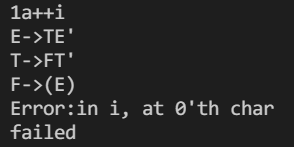 1a++i
E->TE'
T->FT'
F->(E)
Error:in i, at 0'th char
failed